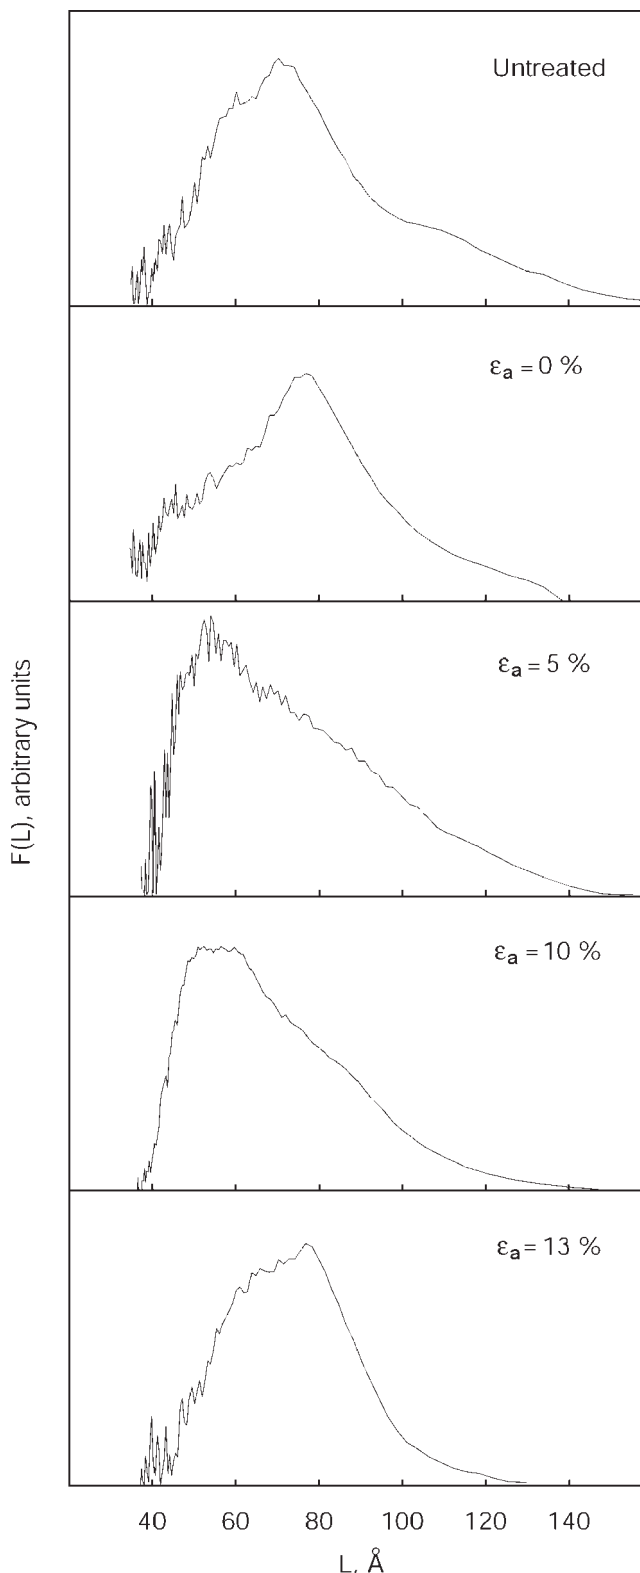 Untreated
εa = 0 %
εa = 5 %
F(L), arbitrary units
εa = 10 %
εa = 13 %
40 60 80 100 120 140
L, Å